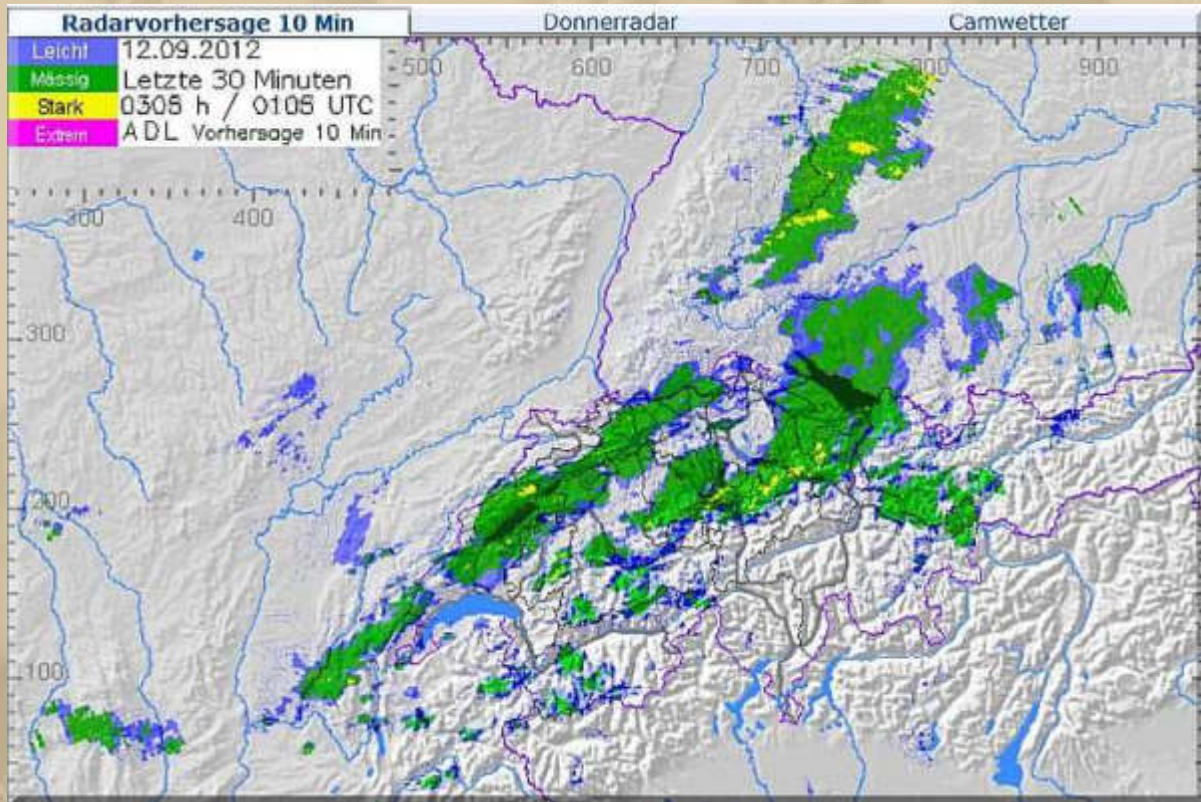 Radarvorhersage 10 Min Donnerradar Camwetter
Leicht 12.09.2012
Mässig Letzte 30 Minuten
Stark 0305 h / 0105 UTC
Extrem ADL Vorhersage 10 Min
500 600 700 800 900
300 400
300
200
100